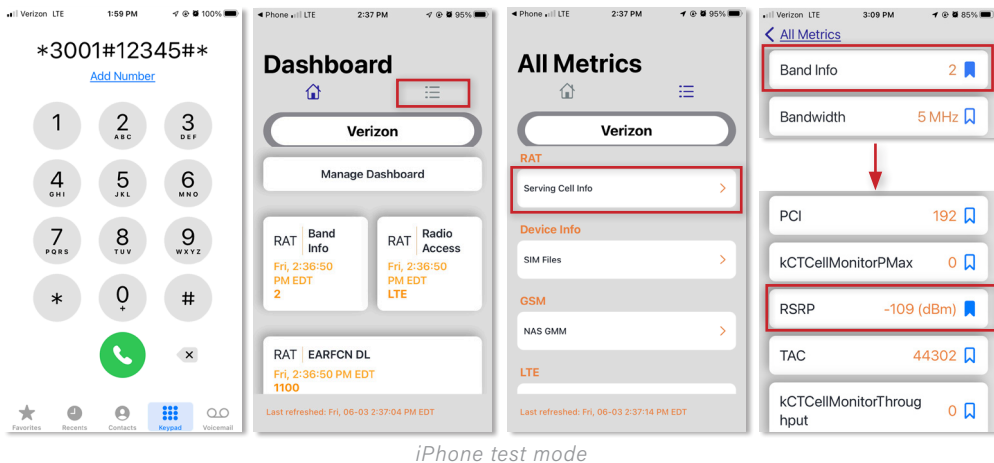 Verizon LTE 1:59 PM 100%
*3001#12345#*
Add Number
1 2 3
ABC DEF
4 5 6
GHI JKL MNO
7 8 9
PQRS TUV WXYZ
* 0 #
+
Favorites Recents Contacts Keypad Voicemail
Phone LTE 2:37 PM 95%
Dashboard
Verizon
Manage Dashboard
RAT Band Info
Fri, 2:36:50
PM EDT
2
RAT Radio Access
Fri, 2:36:50
PM EDT
LTE
RAT EARFCN DL
Fri, 2:36:50 PM EDT
1100
Last refreshed: Fri, 06-03 2:37:04 PM EDT
Phone LTE 2:37 PM 95%
All Metrics
Verizon
RAT
Serving Cell Info
Device Info
SIM Files
GSM
NAS GMM
LTE
Last refreshed: Fri, 06-03 2:37:14 PM EDT
Verizon LTE 3:09 PM 85%
All Metrics
Band Info 2
Bandwidth 5 MHz
PCI 192
kCTCellMonitorPMax 0
RSRP -109 (dBm)
TAC 44302
kCTCellMonitorThroug
hput 0
iPhone test mode